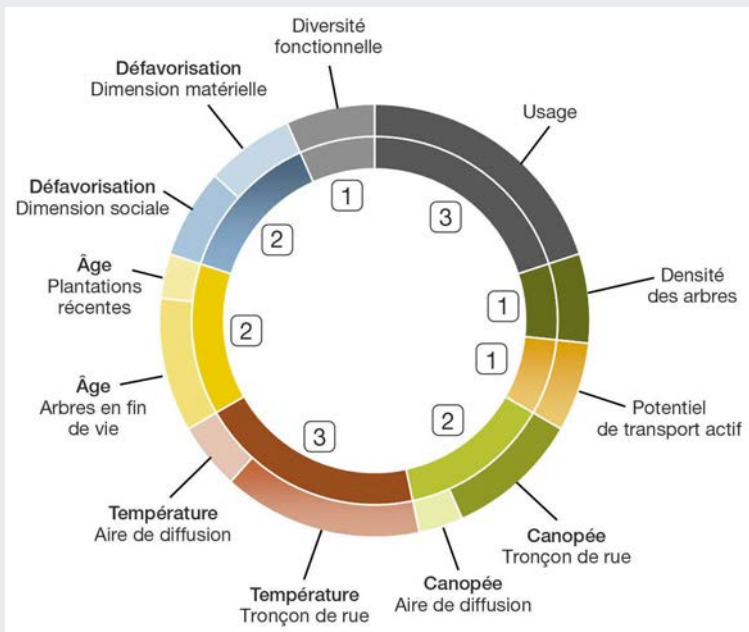 Diversité
fonctionnelle
Usage
3
Densité
des arbres
1
Potentiel
de transport actif
1
Canopée
Tronçon de rue
Canopée
Aire de diffusion
2
Température
Tronçon de rue
Température
Aire de diffusion
3
Âge
Arbres en fin
de vie
Âge
Plantations
récentes
2
Défavorisation
Dimension sociale
Défavorisation
Dimension matérielle
2
1